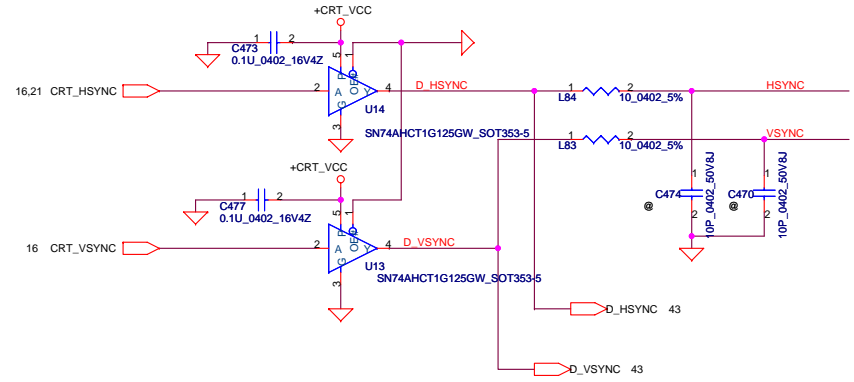 +CRT_VCC
1 C473 2
0.1U_0402_16V4Z
5 1
P OE#
16,21 CRT_HSYNC 2 A Y 4 D_HSYNC 1 L84 2 10_0402_5% HSYNC
G U14
3
SN74AHCT1G125GW_SOT353-5
1 L83 2 10_0402_5% VSYNC
+CRT_VCC
1 C477 2
0.1U_0402_16V4Z
5 1
P OE#
16 CRT_VSYNC 2 A Y 4 D_VSYNC
G U13
3
SN74AHCT1G125GW_SOT353-5
1 C474 2
@
10P_0402_50V8J
1 C470 2
@
10P_0402_50V8J
D_HSYNC 43
D_VSYNC 43